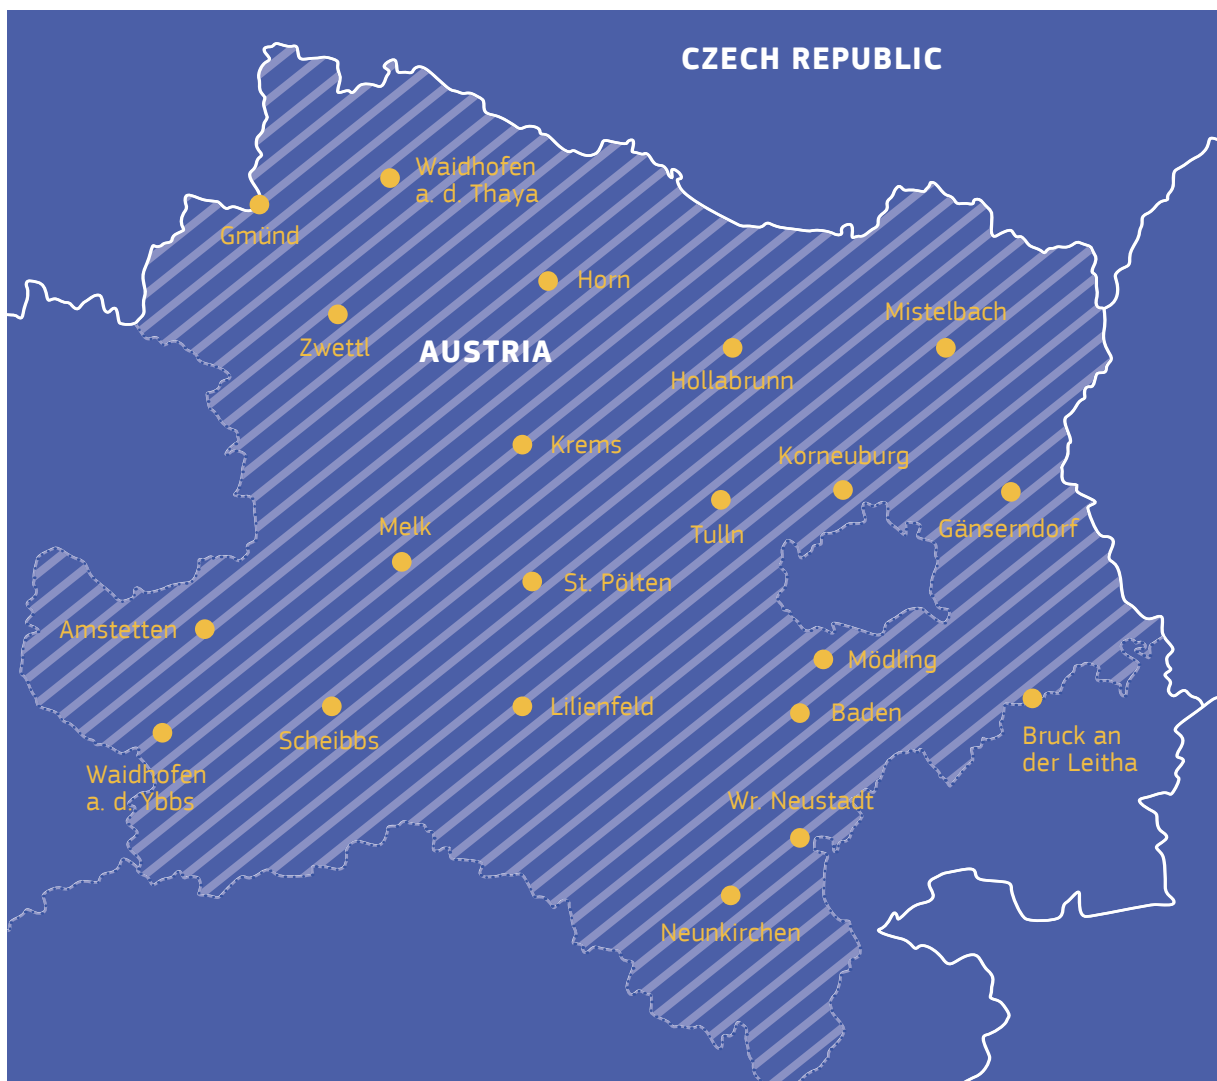 CZECH REPUBLIC
Waidhofen
a. d. Thaya
Gmünd
Horn
Mistelbach
Zwettl
AUSTRIA
Hollabrunn
Krems
Korneuburg
Melk
Tulln
Gänserndorf
St. Pölten
Amstetten
Mödling
Lilienfeld
Baden
Scheibbs
Bruck an
der Leitha
Waidhofen
a. d. Ybbs
Wr. Neustadt
Neunkirchen